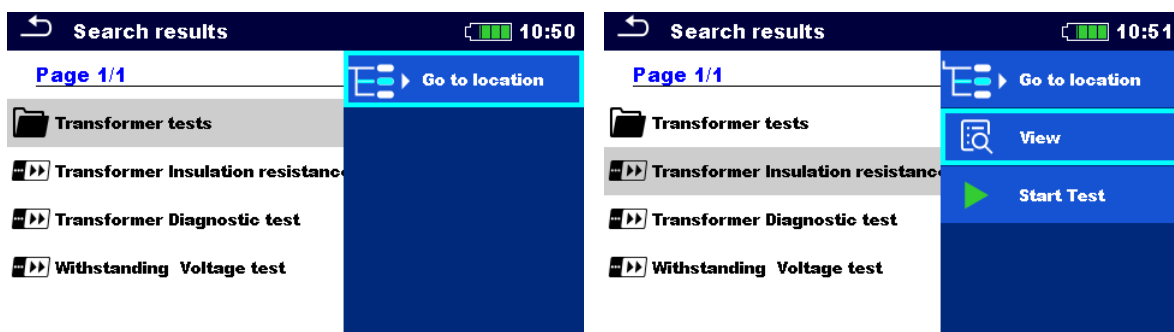 Search results 10:50
Page 1/1
Go to location
Transformer tests
Transformer Insulation resistance
Transformer Diagnostic test
Withstanding Voltage test
Search results 10:51
Page 1/1
Go to location
Transformer tests
View
Transformer Insulation resistance
Start Test
Transformer Diagnostic test
Withstanding Voltage test